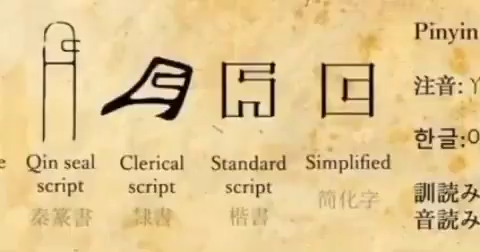 Qin seal
script
秦篆書
Clerical
script
隸書
Standard
script
楷書
Simplified
简化字
Pinyin
注音:
한글:
訓読み
音読み